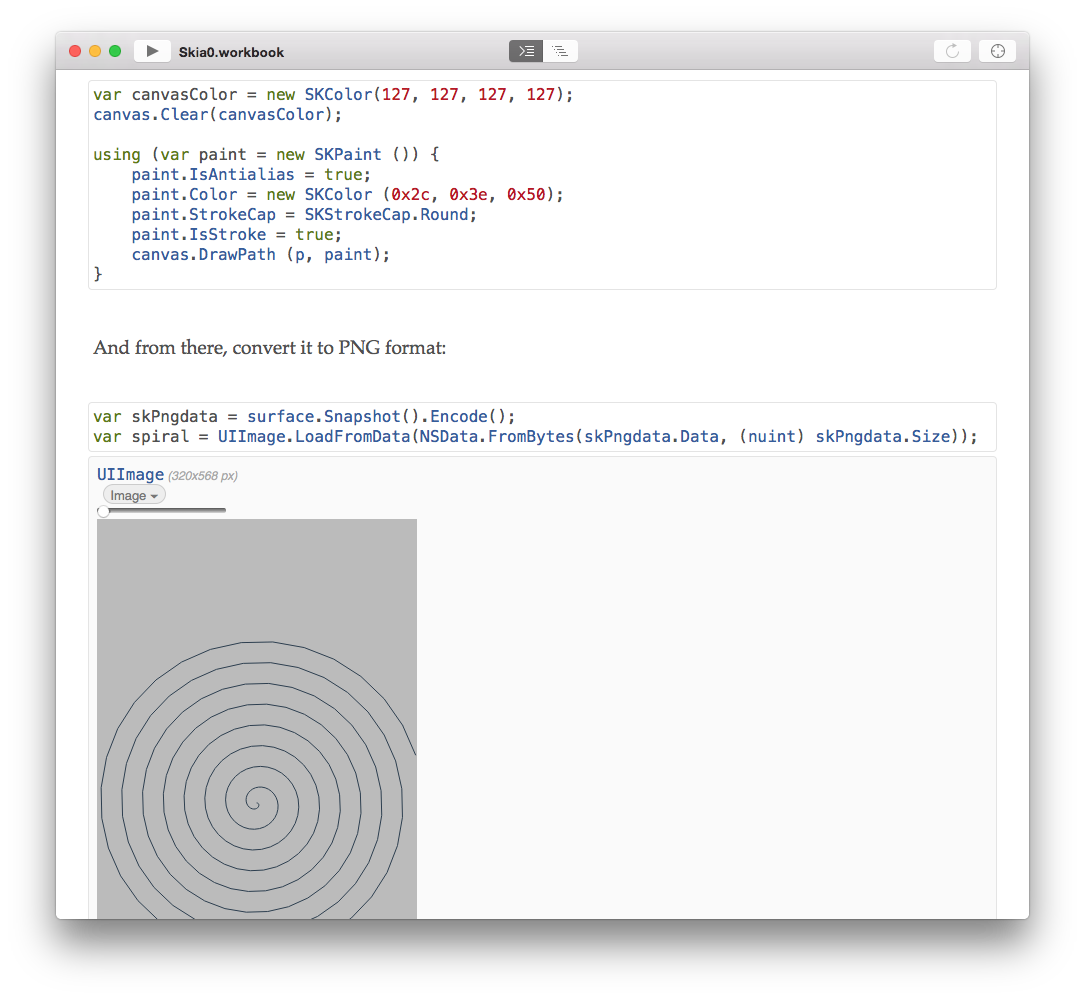 Skia0.workbook
var canvasColor = new SKColor(127, 127, 127, 127);
canvas.Clear(canvasColor);
using (var paint = new SKPaint ()) {
    paint.IsAntialias = true;
    paint.Color = new SKColor (0x2c, 0x3e, 0x50);
    paint.StrokeCap = SKStrokeCap.Round;
    paint.IsStroke = true;
    canvas.DrawPath (p, paint);
}
And from there, convert it to PNG format:
var skPngdata = surface.Snapshot().Encode();
var spiral = UIImage.LoadFromData(NSData.FromBytes(skPngdata.Data, (nuint) skPngdata.Size));
UIImage (320x568 px)
Image